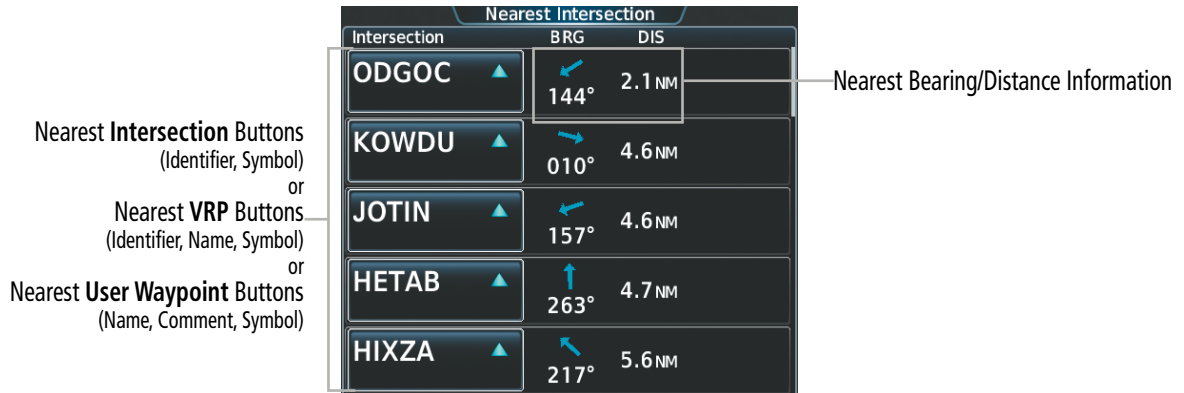 Nearest Intersection
Intersection BRG DIS
ODGOC 144° 2.1NM
KOWDU 010° 4.6NM
JOTIN 157° 4.6NM
HETAB 263° 4.7NM
HIXZA 217° 5.6NM
Nearest Intersection Buttons
(Identifier, Symbol)
or
Nearest VRP Buttons
(Identifier, Name, Symbol)
or
Nearest User Waypoint Buttons
(Name, Comment, Symbol)
Nearest Bearing/Distance Information